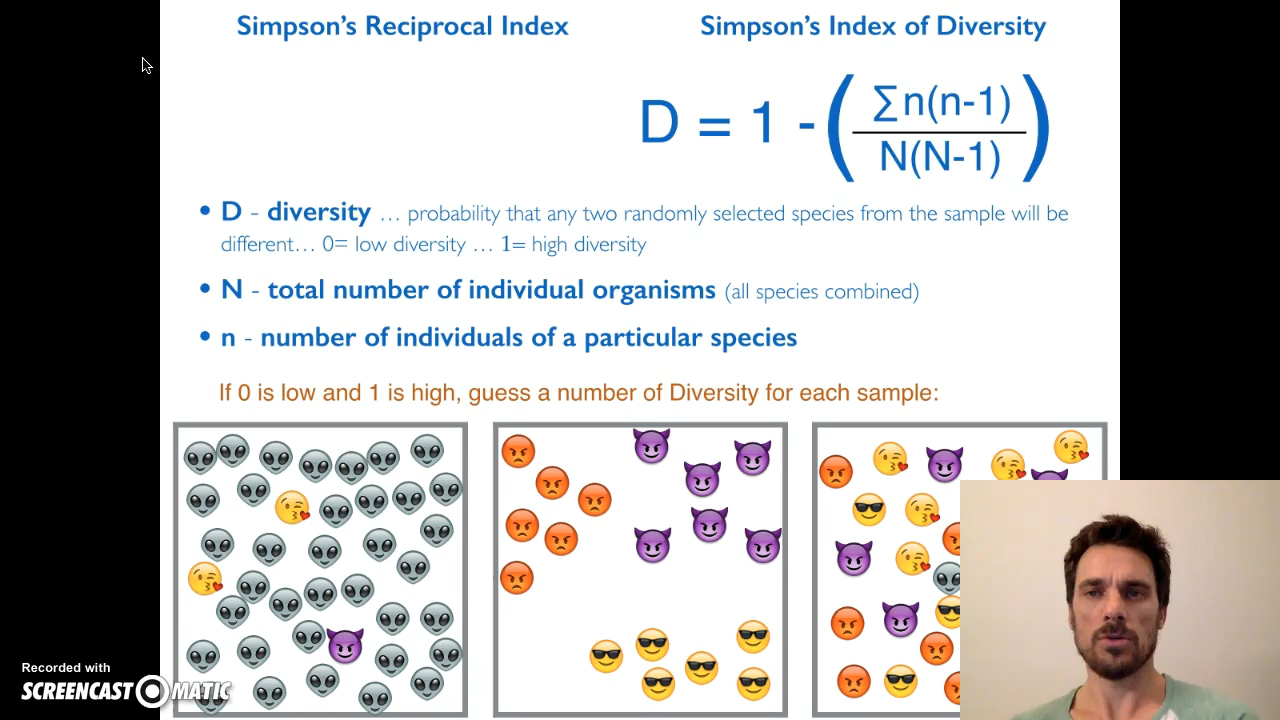 Simpson's Reciprocal Index
Simpson's Index of Diversity
D = 1 - ( ∑n(n-1)
N(N-1) )
• D - diversity … probability that any two randomly selected species from the sample will be
different… 0= low diversity … 1= high diversity
• N - total number of individual organisms (all species combined)
• n - number of individuals of a particular species
If 0 is low and 1 is high, guess a number of Diversity for each sample:
Recorded with
SCREENCAST MATIC